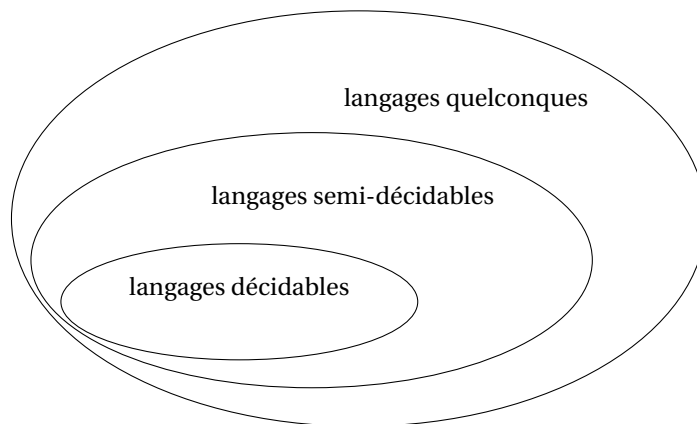 langages quelconques
langages semi-décidables
langages décidables